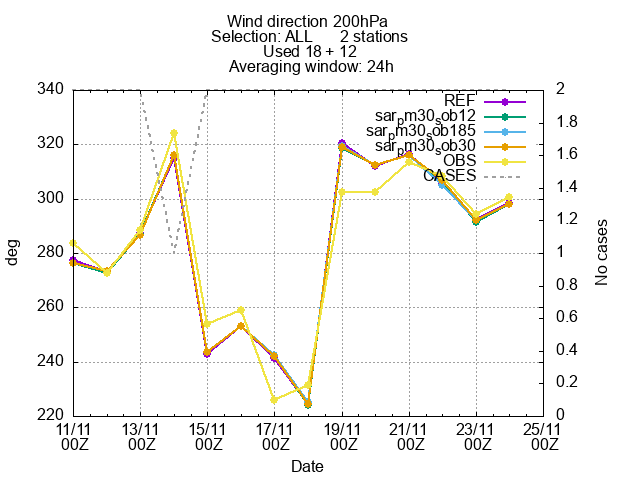 Wind direction 200hPa
Selection: ALL 2 stations
Used 18 + 12
Averaging window: 24h
340
320
300
280
260
240
220
deg
2
1.8
1.6
1.4
1.2
1
0.8
0.6
0.4
0.2
0
No cases
REF
sar_pm30_sob12
sar_pm30_sob185
sar_pm30_sob30
OBS
CASES
11/11 13/11 15/11 17/11 19/11 21/11 23/11 25/11
00Z 00Z 00Z 00Z 00Z 00Z 00Z 00Z
Date